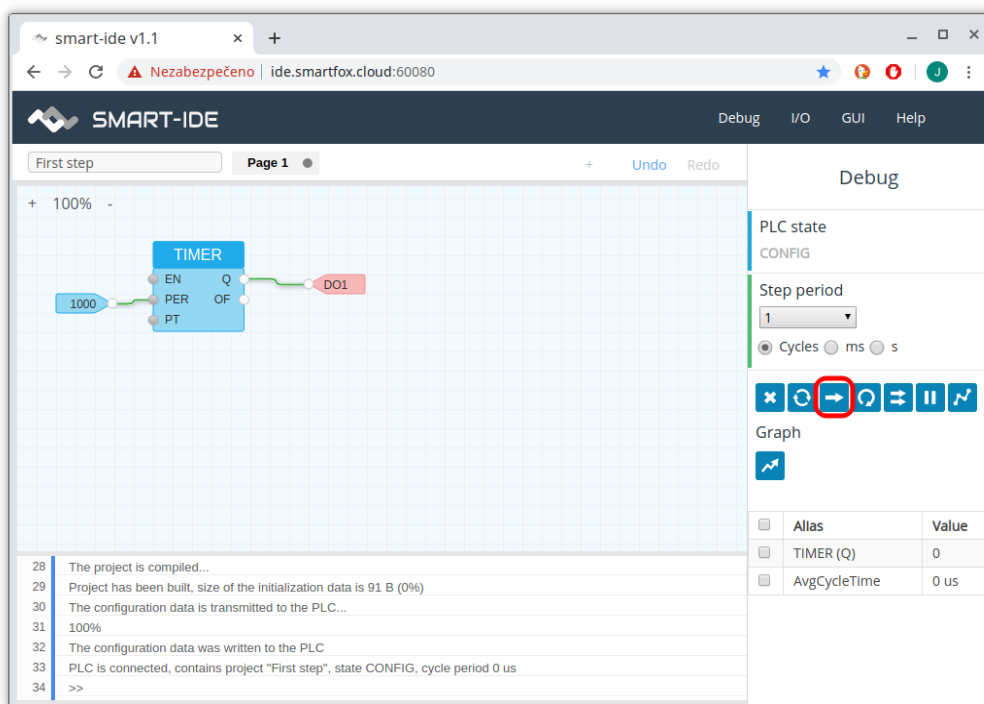 smart-ide v1.1
Nezabezpečeno | ide.smartfox.cloud:60080
J
SMART-IDE
Debug I/O GUI Help
First step
Page 1
+ Undo Redo
+ 100% -
TIMER
EN Q
PER OF
PT
1000
DO1
Debug
PLC state
CONFIG
Step period
1
Cycles ms s
Graph
Alias Value
TIMER (Q) 0
AvgCycleTime 0 us
28 The project is compiled...
29 Project has been built, size of the initialization data is 91 B (0%)
30 The configuration data is transmitted to the PLC...
31 100%
32 The configuration data was written to the PLC
33 PLC is connected, contains project "First step", state CONFIG, cycle period 0 us
34 >>